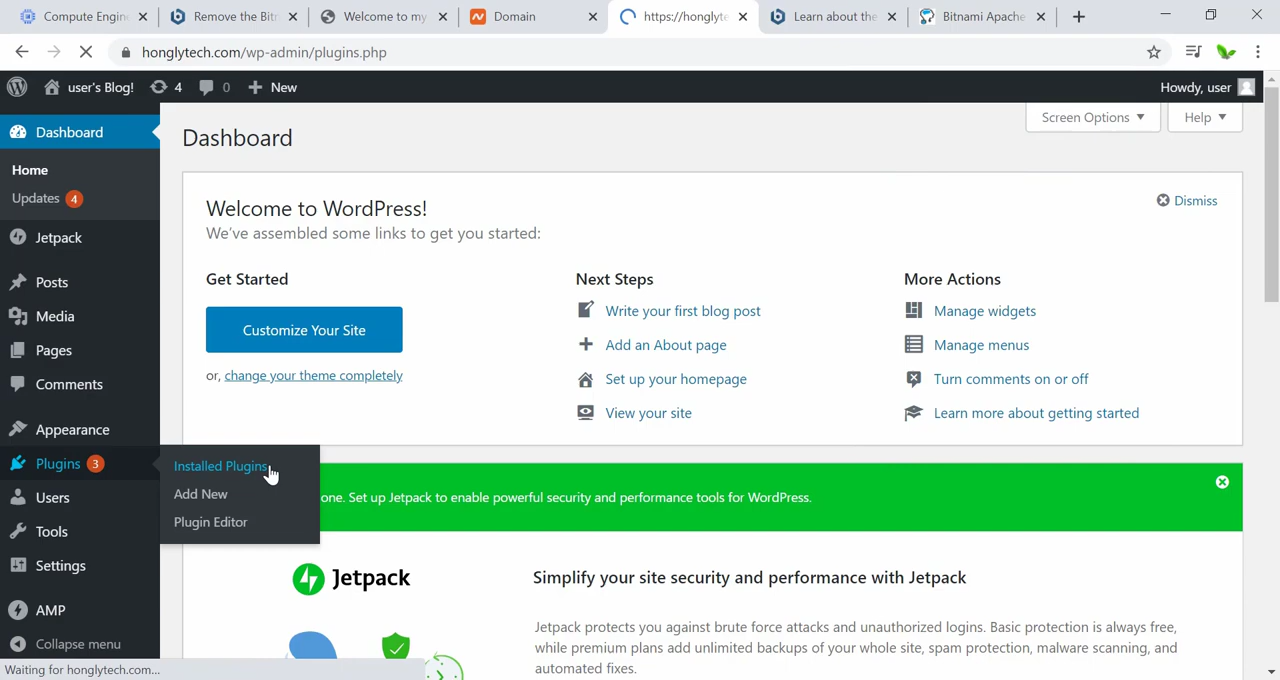 Compute Engin
Remove the Bitn
Welcome to my
Domain
https://honglyte
Learn about the
Bitnami Apache
honglytech.com/wp-admin/plugins.php
user's Blog!
4
0
New
Howdy, user
Dashboard
Home
Updates 4
Jetpack
Posts
Media
Pages
Comments
Appearance
Plugins 3
Users
Tools
Settings
AMP
Collapse menu
Installed Plugins
Add New
Plugin Editor
Dashboard
Screen Options
Help
Welcome to WordPress!
We've assembled some links to get you started:
Dismiss
Get Started
Customize Your Site
or, change your theme completely
Next Steps
Write your first blog post
Add an About page
Set up your homepage
View your site
More Actions
Manage widgets
Manage menus
Turn comments on or off
Learn more about getting started
one. Set up Jetpack to enable powerful security and performance tools for WordPress.
Jetpack
Simplify your site security and performance with Jetpack
Jetpack protects you against brute force attacks and unauthorized logins. Basic protection is always free,
while premium plans add unlimited backups of your whole site, spam protection, malware scanning, and
automated fixes.
Waiting for honglytech.com...